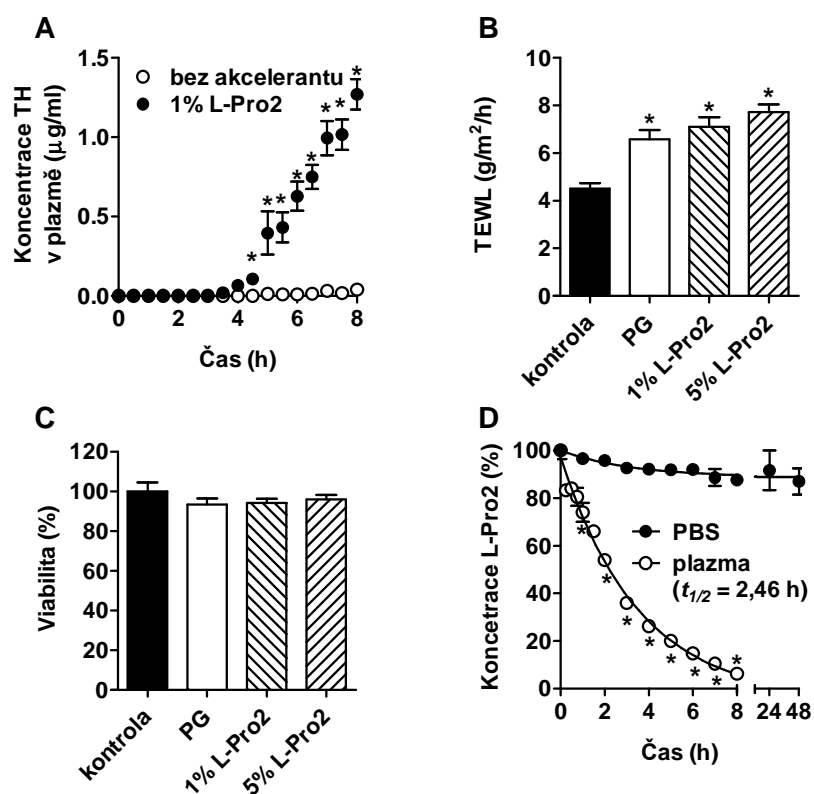 A
Koncentrace TH
v plazmě (µg/ml)
1.5
1.0
0.5
0.0
bez akcelerantu
1% L-Pro2
* * * * * * * * *
0 2 4 6 8
Čas (h)
B
TEWL (g/m²/h)
10
8
6
4
2
0
* * *
kontrola
PG
1% L-Pro2
5% L-Pro2
C
Viabilita (%)
120
100
80
60
40
20
0
kontrola
PG
1% L-Pro2
5% L-Pro2
D
Koncetrace L-Pro2 (%)
100
80
60
40
20
0
PBS
plazma
(t1/2 = 2,46 h)
* * * * * * * *
0 2 4 6 8 24 48
Čas (h)